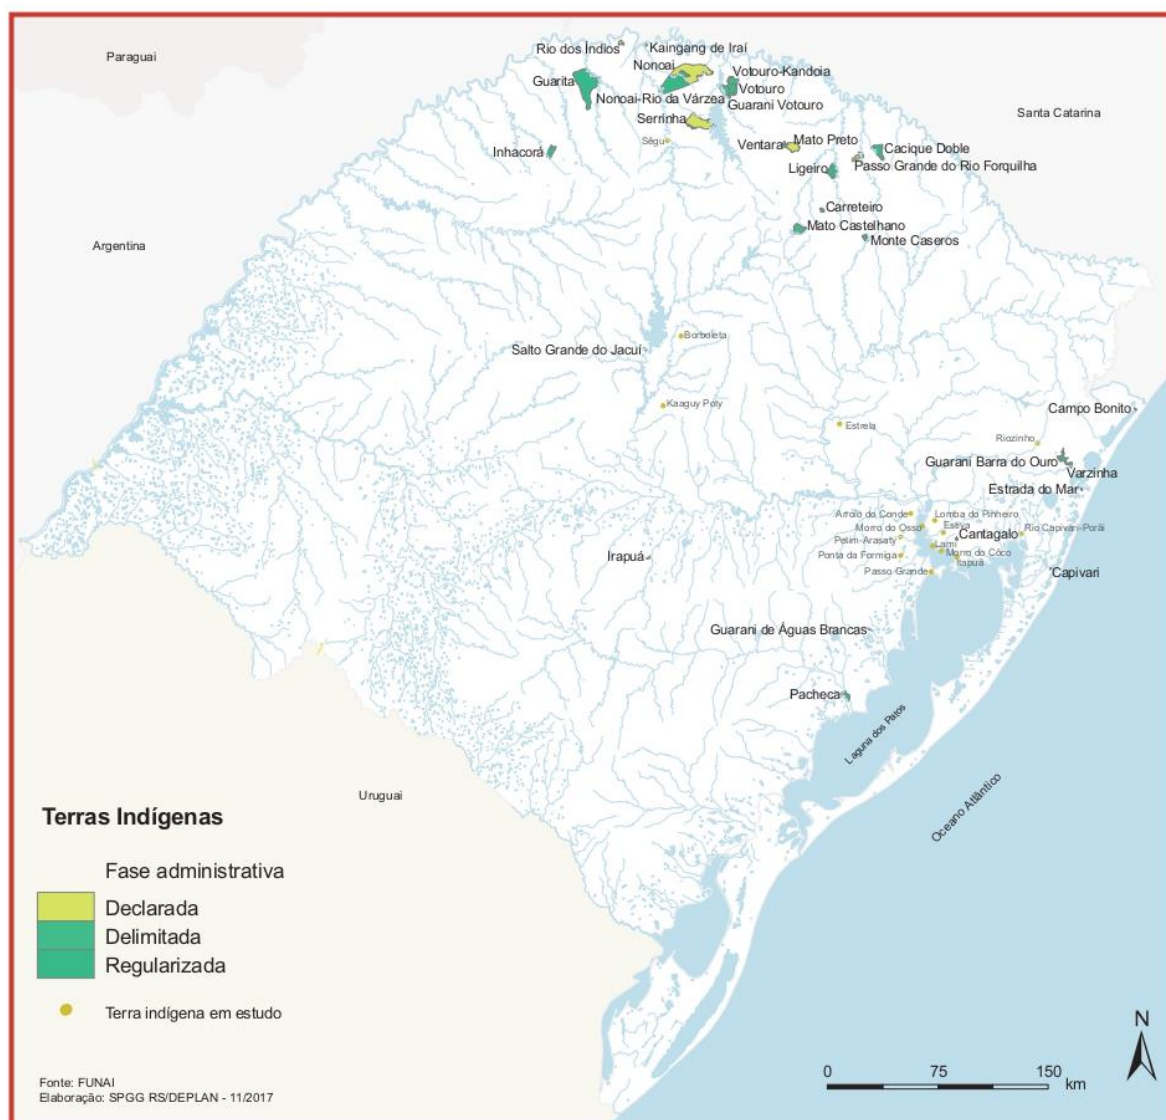 Paraguai
Rio dos Índios
Kaingang de Iraí
Nonoai
Guarita
Votouro-Kandoia
Votouro
Nonoai-Rio da Várzea
Guarani Votouro
Santa Catarina
Serrinha
Ségu
Ventarra
Mato Preto
Cacique Doble
Inhacorá
Ligeiro
Passo Grande do Rio Forquilha
Carreteiro
Mato Castelhano
Argentina
Monte Caseros
Borboleta
Salto Grande do Jacuí
Kaaguy Poty
Campo Bonito
Estrela
Riozinho
Guarani Barra do Ouro
Varzinha
Estrada do Mar
Arroio do Conde
Lomba do Pinheiro
Morro do Osso
Estiva
Rio Capivari-Porãi
Cantagalo
Petim-Arasaty
Lami
Ponta da Formiga
Morro do Côco
Irapuá
Itapuã
Passo Grande
Capivari
Guarani de Águas Brancas
Pacheca
Laguna dos Patos
Uruguai
Oceano Atlântico
Terras Indígenas
Fase administrativa
Declarada
Delimitada
Regularizada
Terra indígena em estudo
N
0 75 150
km
Fonte: FUNAI
Elaboração: SPGG RS/DEPLAN - 11/2017